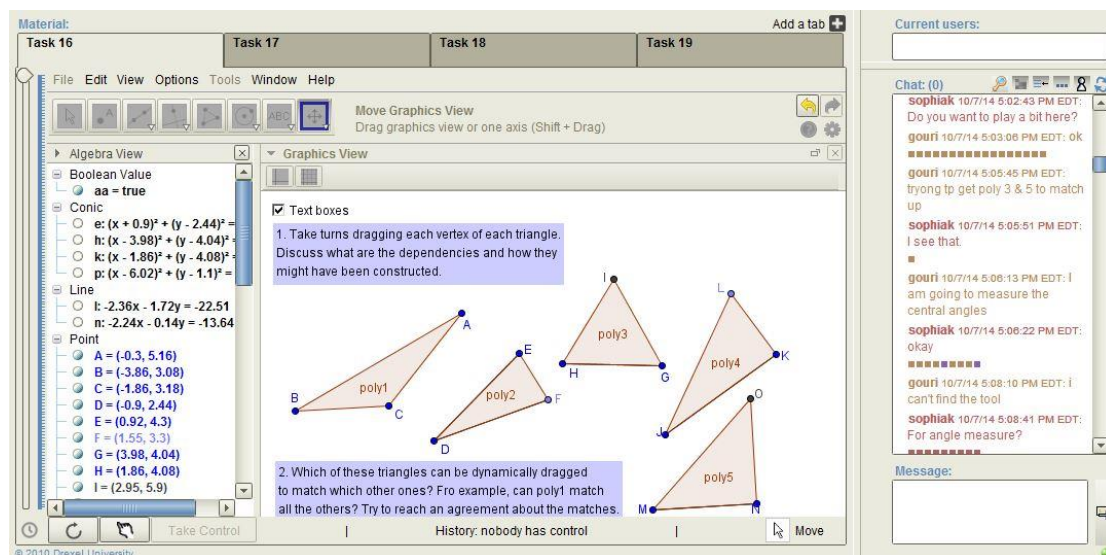 Material:
Add a tab
Task 16
Task 17
Task 18
Task 19
File Edit View Options Tools Window Help
ABC
Move Graphics View
Drag graphics view or one axis (Shift + Drag)
Algebra View
Boolean Value
aa = true
Conic
e: (x + 0.9)² + (y - 2.44)² =
h: (x - 3.98)² + (y - 4.04)² =
k: (x - 1.86)² + (y - 4.08)² =
p: (x - 6.02)² + (y - 1.1)² =
Line
l: -2.36x - 1.72y = -22.51
n: -2.24x - 0.14y = -13.64
Point
A = (-0.3, 5.16)
B = (-3.86, 3.08)
C = (-1.86, 3.18)
D = (-0.9, 2.44)
E = (0.92, 4.3)
F = (1.55, 3.3)
G = (3.98, 4.04)
H = (1.86, 4.08)
I = (2.95, 5.9)
Graphics View
Text boxes
1. Take turns dragging each vertex of each triangle.
Discuss what are the dependencies and how they
might have been constructed.
I
L
A
poly3
E
K
H
G
poly4
poly1
B
poly2
F
O
C
J
D
poly5
M
N
2. Which of these triangles can be dynamically dragged
to match which other ones? Fro example, can poly1 match
all the others? Try to reach an agreement about the matches.
Take Control
History: nobody has control
Move
© 2010 Drexel University
Current users:
Chat: (0)
sophiak 10/7/14 5:02:43 PM EDT:
Do you want to play a bit here?
gouri 10/7/14 5:03:06 PM EDT: ok
gouri 10/7/14 5:05:45 PM EDT:
tryong tp get poly 3 & 5 to match
up
sophiak 10/7/14 5:05:51 PM EDT:
I see that.
gouri 10/7/14 5:06:13 PM EDT: I
am going to measure the
central angles
sophiak 10/7/14 5:06:22 PM EDT:
okay
gouri 10/7/14 5:08:10 PM EDT: i
can't find the tool
sophiak 10/7/14 5:08:41 PM EDT:
For angle measure?
Message: